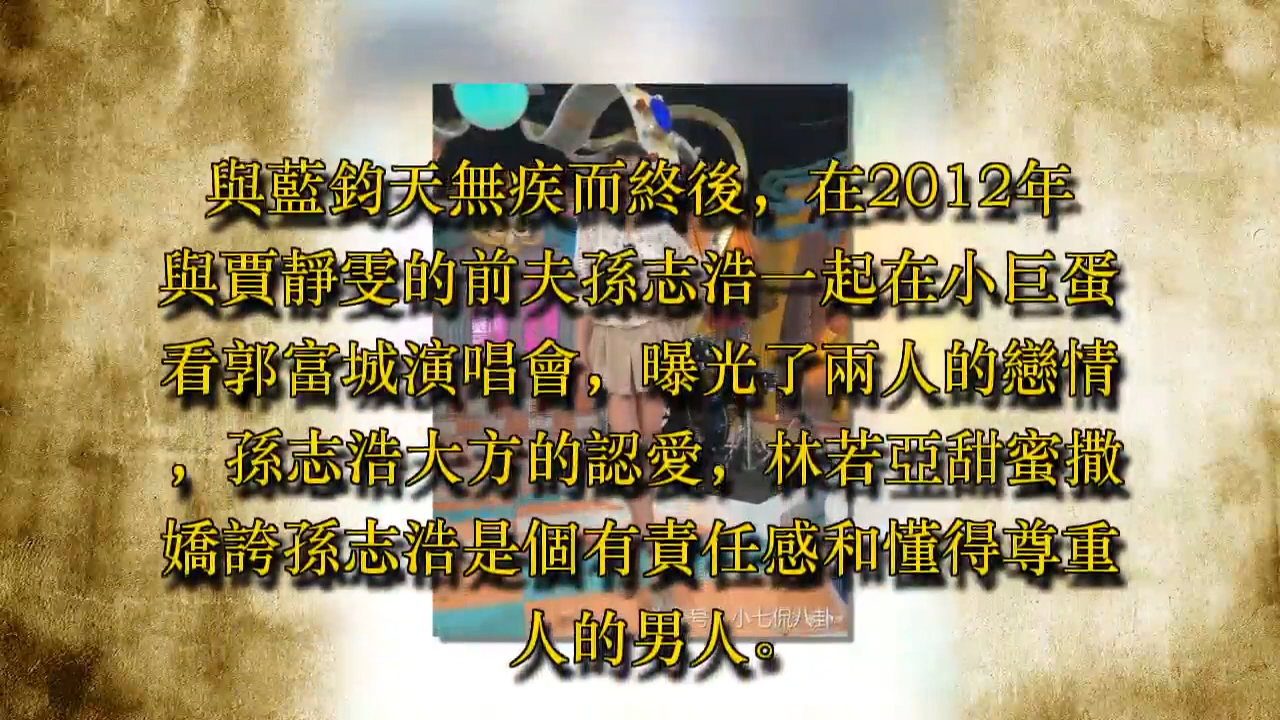 與藍鈞天無疾而終後，在2012年
與賈靜雯的前夫孫志浩一起在小巨蛋
看郭富城演唱會，曝光了兩人的戀情
，孫志浩大方的認愛，林若亞甜蜜撒
嬌誇孫志浩是個有責任感和懂得尊重
人的男人。
号 小七侃八卦